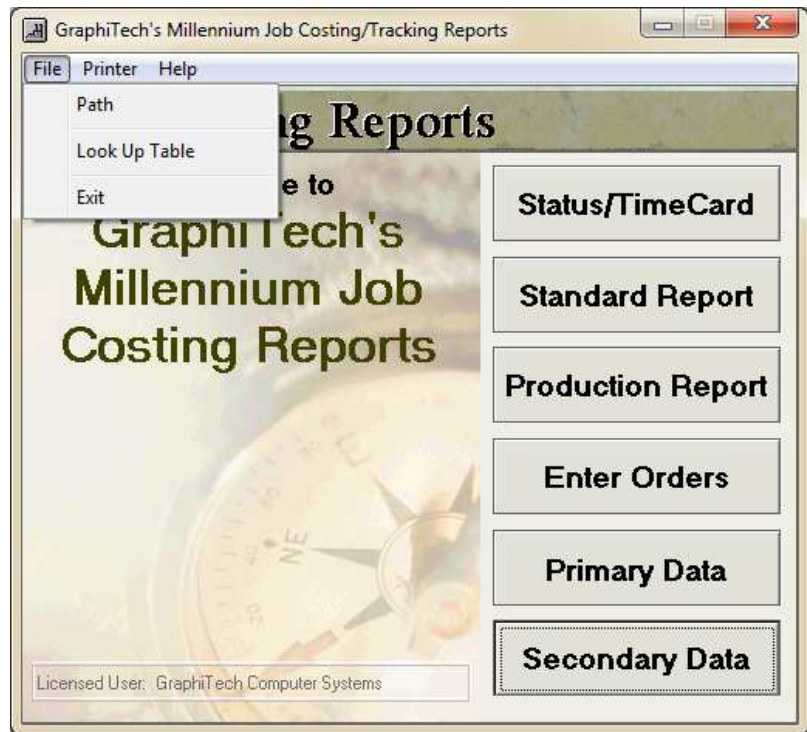 GraphiTech's Millennium Job Costing/Tracking Reports
File Printer Help
Path
Look Up Table
Exit
Reports
to
GraphiTech's
Millennium Job
Costing Reports
Status/TimeCard
Standard Report
Production Report
Enter Orders
Primary Data
Secondary Data
NE
Licensed User: GraphiTech Computer Systems